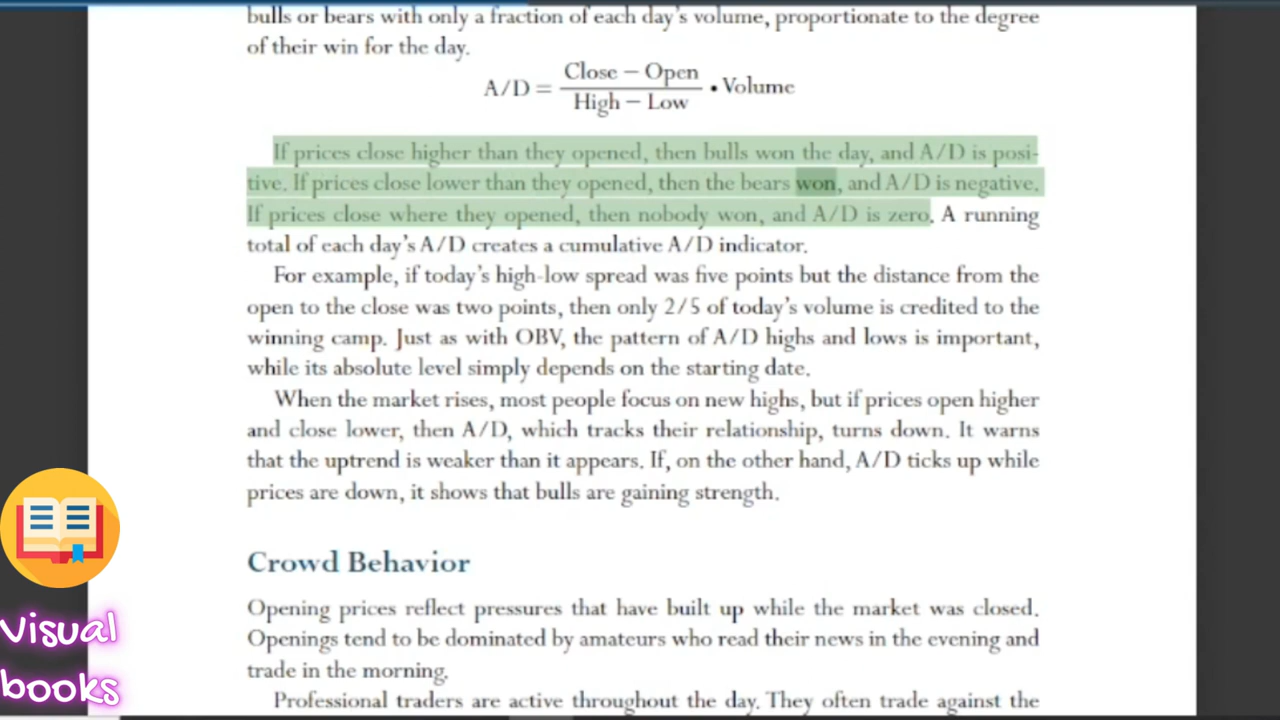 bulls or bears with only a fraction of each day's volume, proportionate to the degree
of their win for the day.
A/D = Close – Open / High – Low • Volume
If prices close higher than they opened, then bulls won the day, and A/D is posi-
tive. If prices close lower than they opened, then the bears won, and A/D is negative.
If prices close where they opened, then nobody won, and A/D is zero. A running
total of each day's A/D creates a cumulative A/D indicator.
For example, if today's high-low spread was five points but the distance from the
open to the close was two points, then only 2/5 of today's volume is credited to the
winning camp. Just as with OBV, the pattern of A/D highs and lows is important,
while its absolute level simply depends on the starting date.
When the market rises, most people focus on new highs, but if prices open higher
and close lower, then A/D, which tracks their relationship, turns down. It warns
that the uptrend is weaker than it appears. If, on the other hand, A/D ticks up while
prices are down, it shows that bulls are gaining strength.
Crowd Behavior
Opening prices reflect pressures that have built up while the market was closed.
Openings tend to be dominated by amateurs who read their news in the evening and
trade in the morning.
Professional traders are active throughout the day. They often trade against the
Visual
books